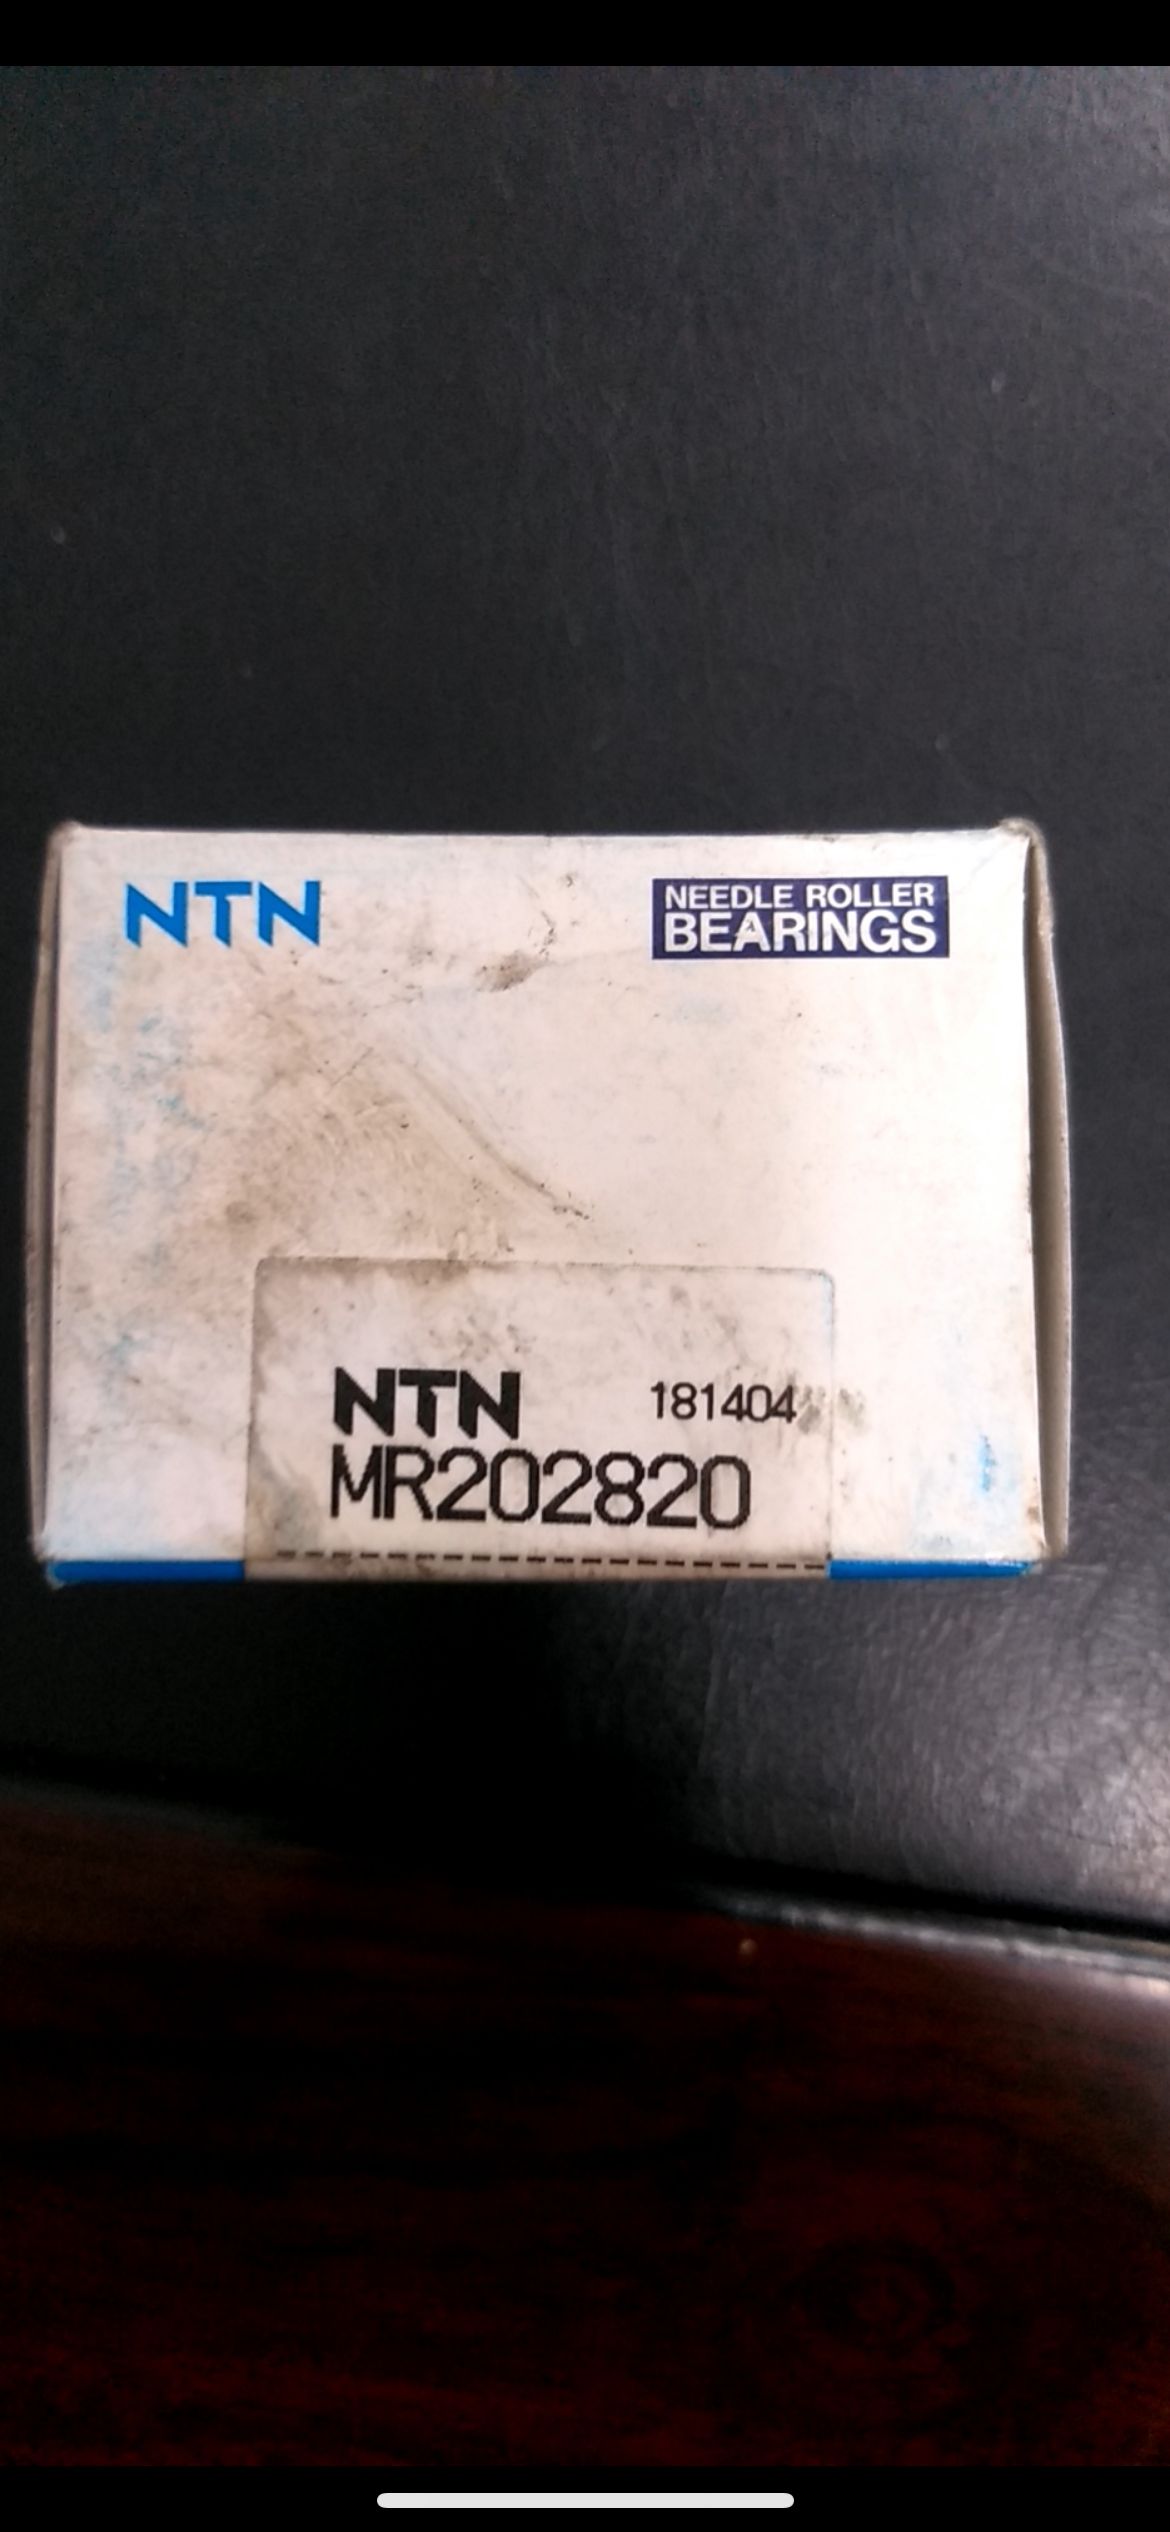 NTN
NEEDLE ROLLER
BEARINGS
NTN 181404
MR202820